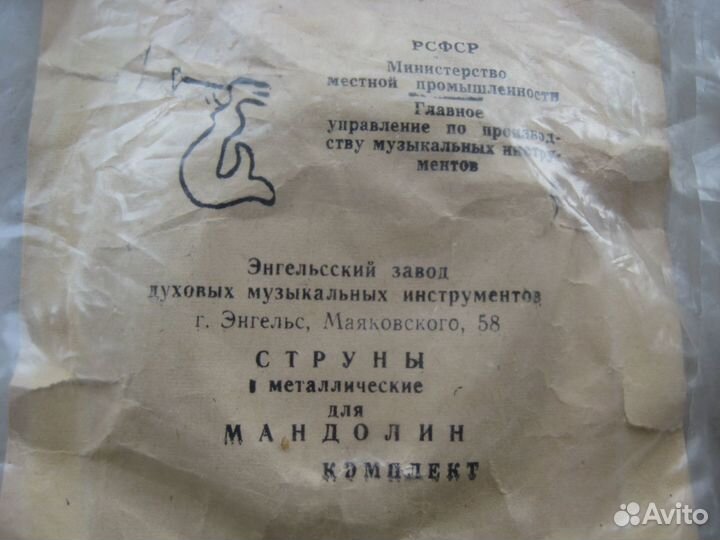 РСФСР
Министерство
местной промышленности
Главное
управление по производ-
ству музыкальных инстру-
ментов
Энгельсский завод
духовых музыкальных инструментов
г. Энгельс, Маяковского, 58
СТРУНЫ
металлические
для
МАНДОЛИН
КОМПЛЕКТ
Avito